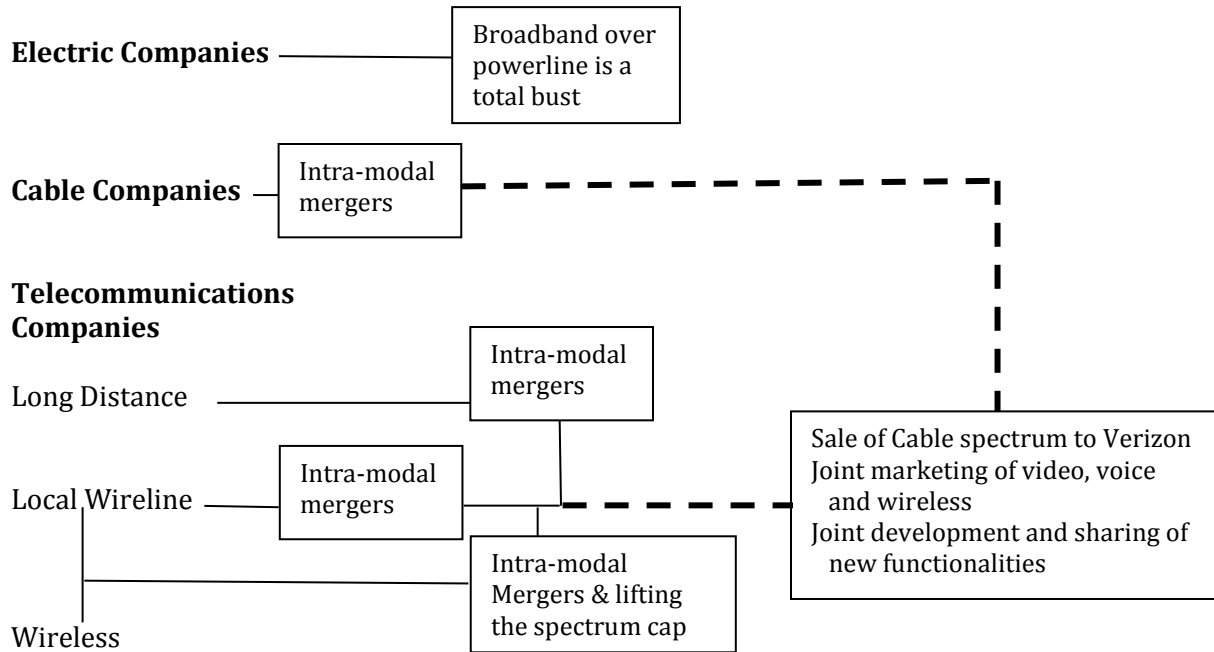 Electric Companies
Broadband over
powerline is a
total bust
Cable Companies
Intra-modal
mergers
Telecommunications
Companies
Long Distance
Intra-modal
mergers
Local Wireline
Intra-modal
mergers
Intra-modal
Mergers & lifting
the spectrum cap
Wireless
Sale of Cable spectrum to Verizon
Joint marketing of video, voice
and wireless
Joint development and sharing of
new functionalities